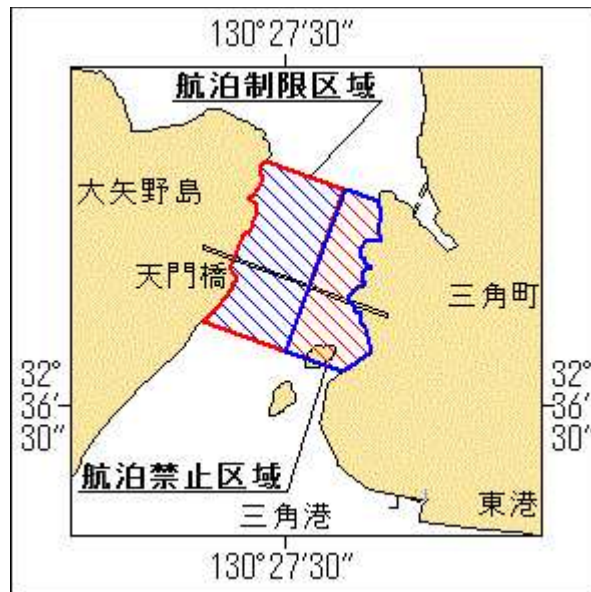 130°27′30″
航泊制限区域
大矢野島
天門橋
三角町
32°
36′
30″
32°
36′
30″
航泊禁止区域
三角港
東港
130°27′30″